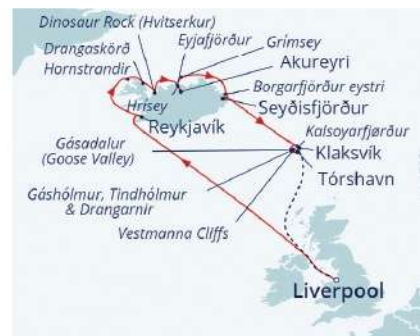 Dinosaur Rock (Hvitserkur)
Drangaskörð
Hornstrandir
Eyjafjörður
Grímsey
Akureyri
Borgarfjörður eystri
Seyðisfjörður
Hrísey
Reykjavík
Kalsoyarfjørður
Klaksvík
Tórshavn
Gásadalur
(Goose Valley)
Gáshólmur, Tindhólmur
& Drangarnir
Vestmanna Cliffs
Liverpool